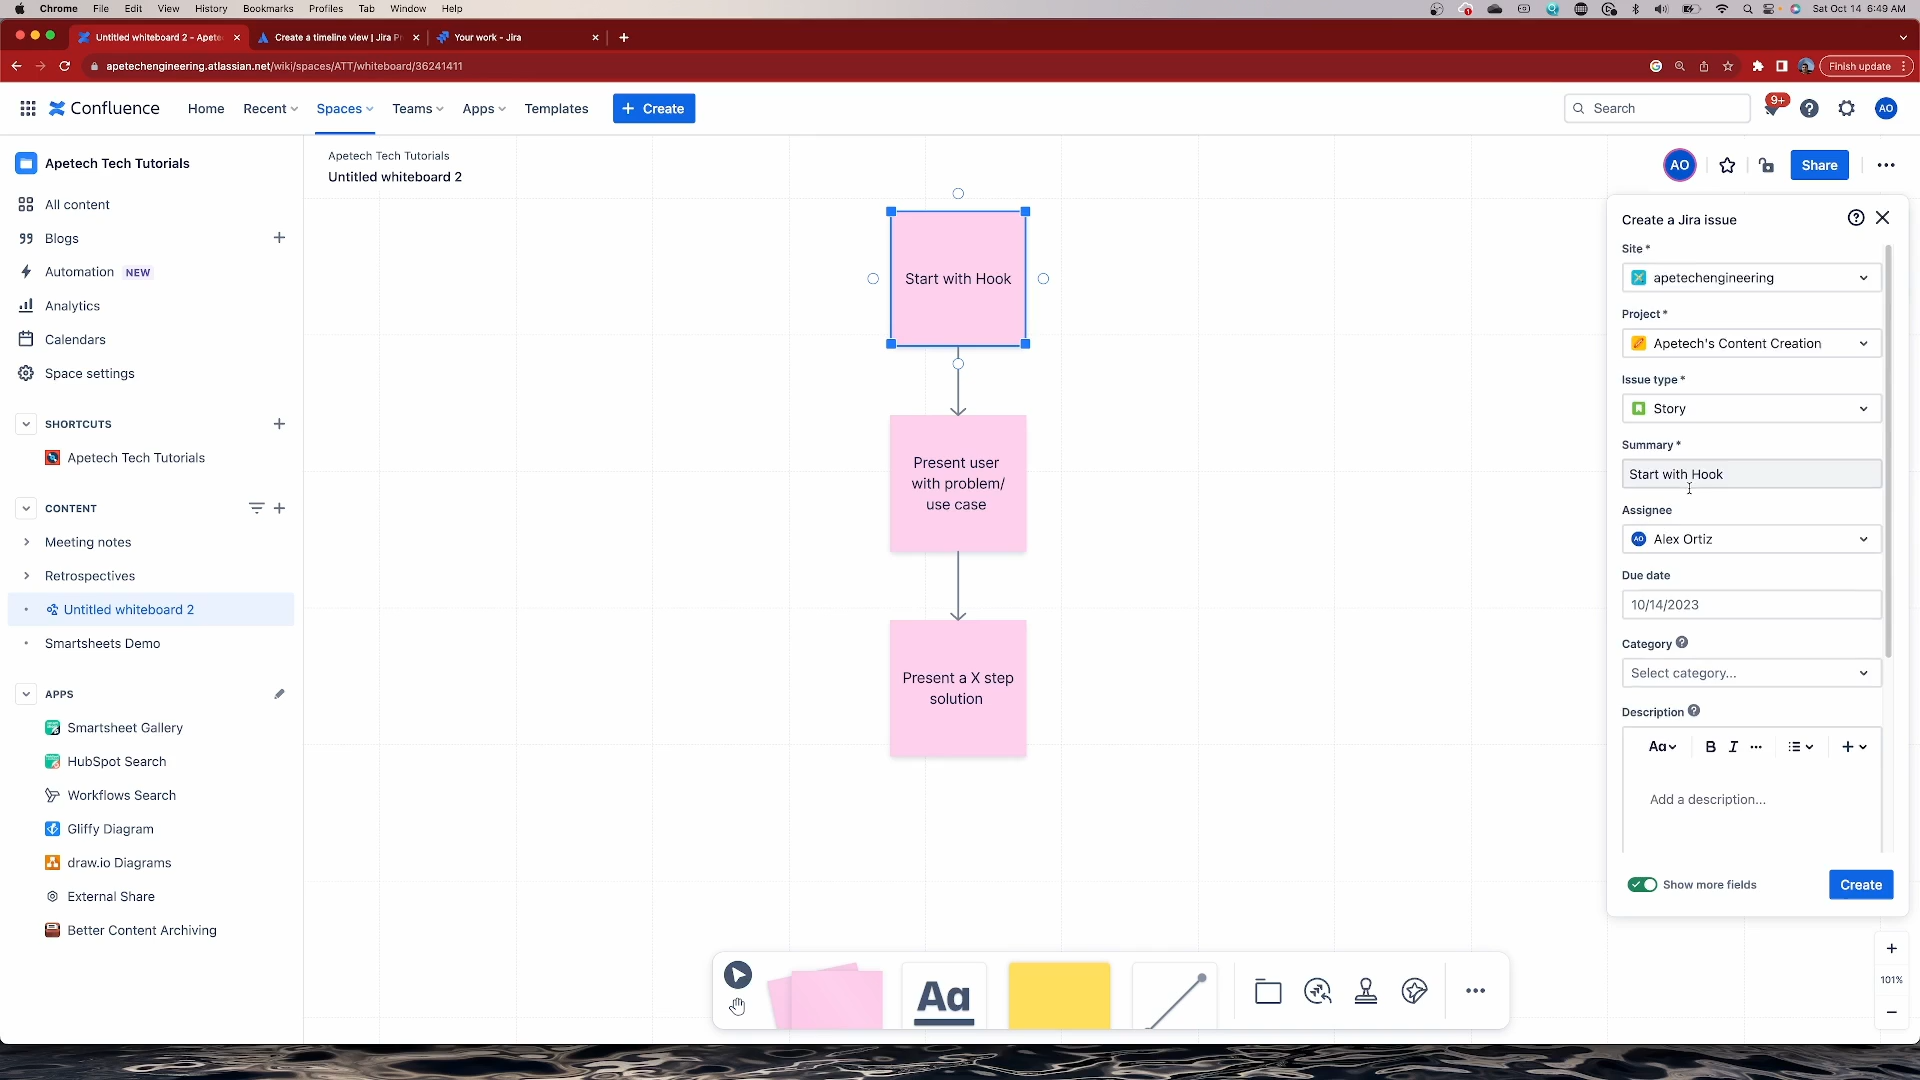 Chrome File Edit View History Bookmarks Profiles Tab Window Help
Sat Oct 14 6:49 AM
Untitled whiteboard 2 - Apete
Create a timeline view | Jira P
Your work - Jira
apetechengineering.atlassian.net/wiki/spaces/ATT/whiteboard/36241411
Finish update
Confluence
Home Recent Spaces Teams Apps Templates
Create
Search
9+
AO
Apetech Tech Tutorials
All content
Blogs
Automation NEW
Analytics
Calendars
Space settings
SHORTCUTS
Apetech Tech Tutorials
CONTENT
Meeting notes
Retrospectives
Untitled whiteboard 2
Smartsheets Demo
APPS
Smartsheet Gallery
HubSpot Search
Workflows Search
Gliffy Diagram
draw.io Diagrams
External Share
Better Content Archiving
Apetech Tech Tutorials
Untitled whiteboard 2
AO
Share
Start with Hook
Present user
with problem/
use case
Present a X step
solution
Aa
Create a Jira issue
Site *
apetechengineering
Project *
Apetech's Content Creation
Issue type *
Story
Summary *
Start with Hook
Assignee
AO Alex Ortiz
Due date
10/14/2023
Category
Select category...
Description
Aa B I
Add a description...
Show more fields
Create
101%